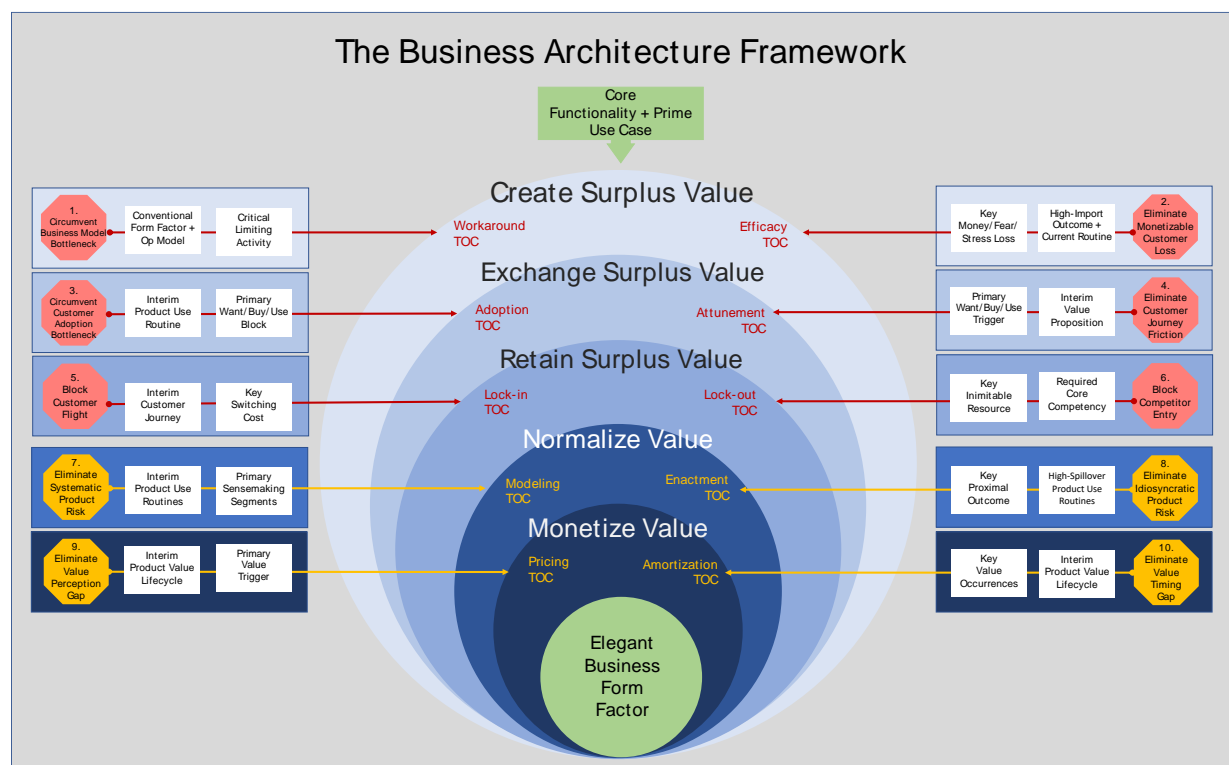 The Business Architecture Framework
Core
Functionality + Prime
Use Case
Create Surplus Value
1.
Circumvent
Business Model
Bottleneck
Conventional
Form Factor +
Op Model
Critical
Limiting
Activity
Workaround
TOC
Efficacy
TOC
Key
Money/ Fear/
Stress Loss
High-Import
Outcome +
Current Routine
2.
Eliminate
Monetizable
Customer
Loss
Exchange Surplus Value
3.
Circumvent
Customer
Adoption
Bottleneck
Interim
Product Use
Routine
Primary
Want/ Buy/ Use
Block
Adoption
TOC
Attunement
TOC
Primary
Want/ Buy/ Use
Trigger
Interim
Value
Proposition
4.
Eliminate
Customer
Journey
Friction
Retain Surplus Value
5.
Block
Customer
Flight
Interim
Customer
Journey
Key
Switching
Cost
Lock-in
TOC
Lock-out
TOC
Key
Inimitable
Resource
Required
Core
Competency
6.
Block
Competitor
Entry
Normalize Value
7.
Eliminate
Systematic
Product
Risk
Interim
Product Use
Routines
Primary
Sensemaking
Segments
Modeling
TOC
Enactment
TOC
Key
Proximal
Outcome
High-Spillover
Product Use
Routines
8.
Eliminate
Idiosyncratic
Product
Risk
Monetize Value
9.
Eliminate
Value
Perception
Gap
Interim
Product Value
Lifecycle
Primary
Value
Trigger
Pricing
TOC
Amortization
TOC
Key
Value
Occurrences
Interim
Product Value
Lifecycle
10.
Eliminate
Value
Timing
Gap
Elegant
Business
Form
Factor